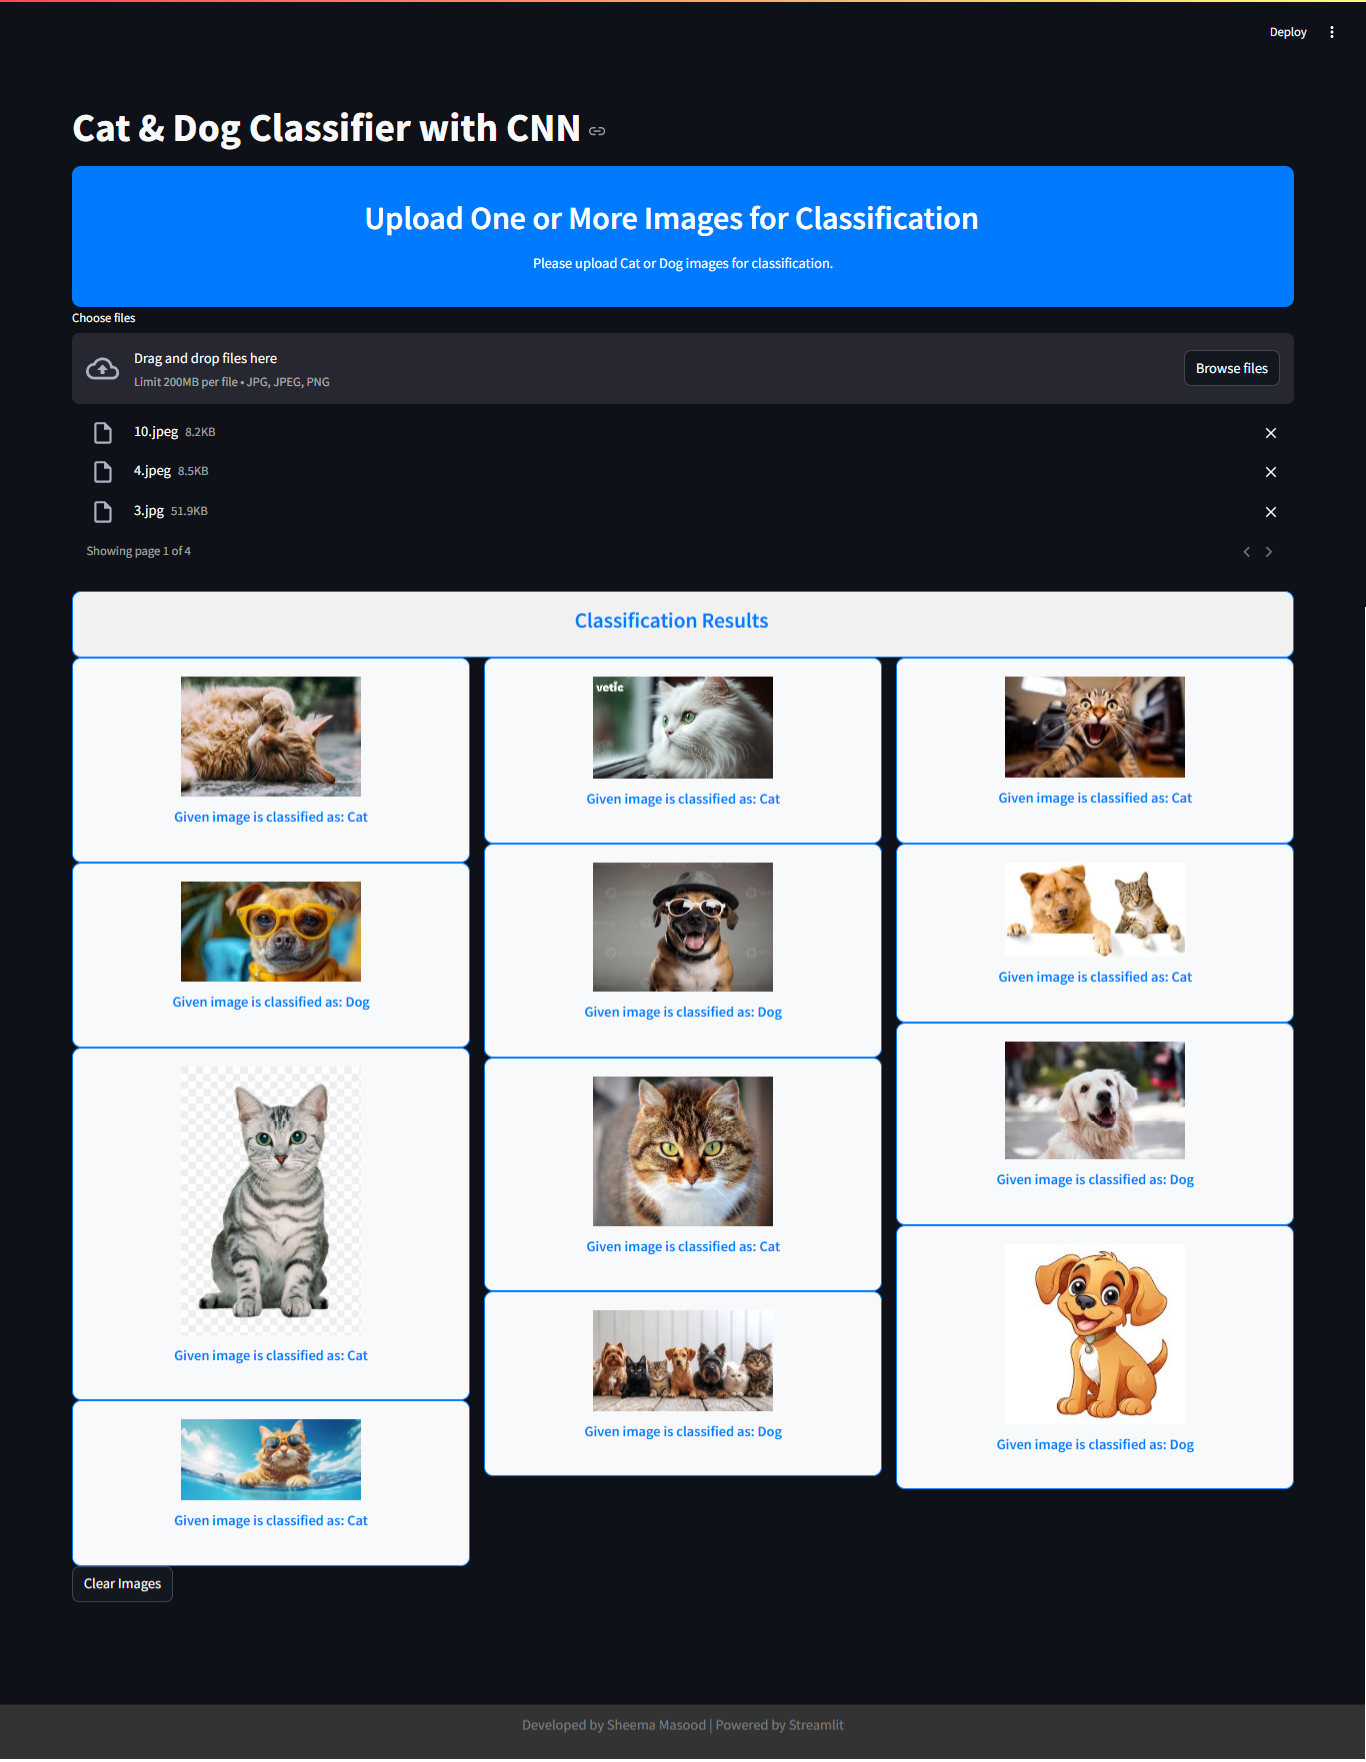 Deploy
Cat & Dog Classifier with CNN
Upload One or More Images for Classification
Please upload Cat or Dog images for classification.
Choose files
Drag and drop files here
Limit 200MB per file • JPG, JPEG, PNG
Browse files
10.jpeg 8.2KB
4.jpeg 8.5KB
3.jpg 51.9KB
Showing page 1 of 4
Classification Results
Given image is classified as: Cat
vetic
Given image is classified as: Cat
Given image is classified as: Cat
Given image is classified as: Dog
Given image is classified as: Dog
Given image is classified as: Cat
Given image is classified as: Cat
Given image is classified as: Cat
Given image is classified as: Dog
Given image is classified as: Cat
Given image is classified as: Dog
Given image is classified as: Dog
Clear Images
Developed by Sheema Masood | Powered by Streamlit